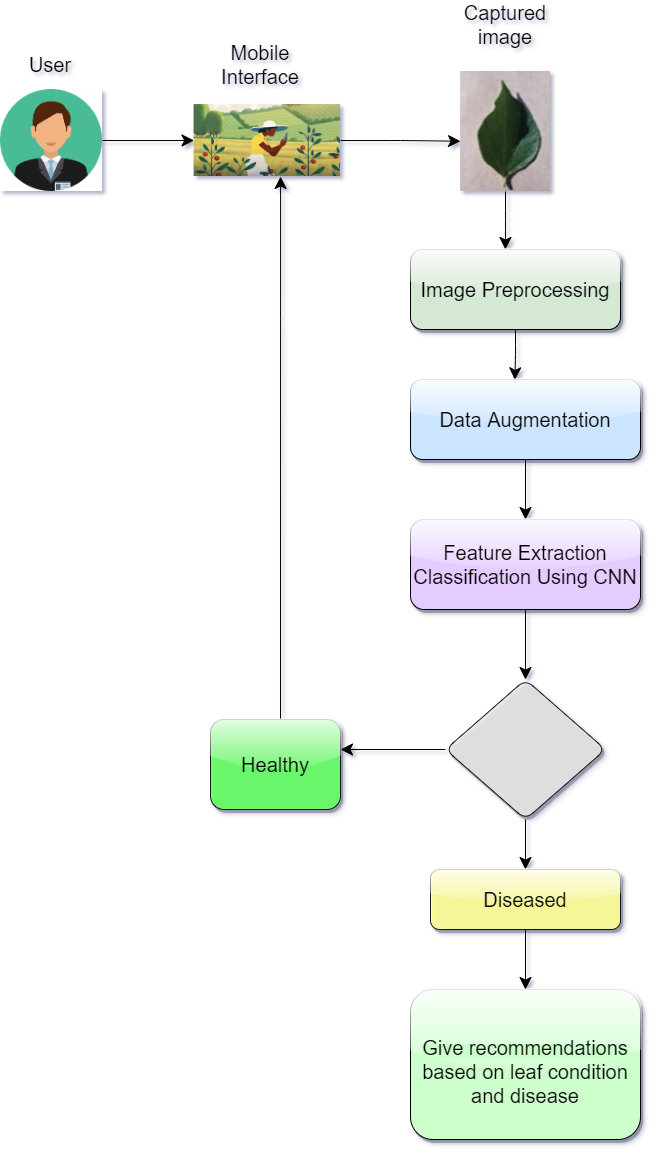 User
Mobile
Interface
Captured
image
Image Preprocessing
Data Augmentation
Feature Extraction
Classification Using CNN
Healthy
Diseased
Give recommendations
based on leaf condition
and disease